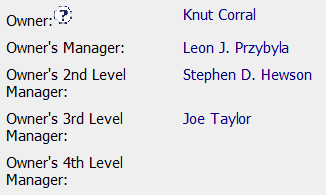 Owner:? Knut Corral
Owner's Manager: Leon J. Przybyla
Owner's 2nd Level Stephen D. Hewson
Manager:
Owner's 3rd Level Joe Taylor
Manager:
Owner's 4th Level
Manager: